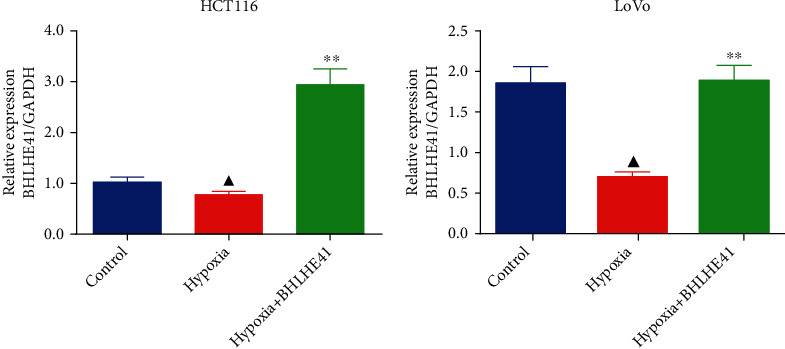 HCT116
Relative expression
BHLHE41/GAPDH
4.0
3.0
2.0
1.0
0.0
▲
**
Control
Hypoxia
Hypoxia+BHLHE41
LoVo
Relative expression
BHLHE41/GAPDH
2.5
2.0
1.5
1.0
0.5
0.0
▲
**
Control
Hypoxia
Hypoxia+BHLHE41